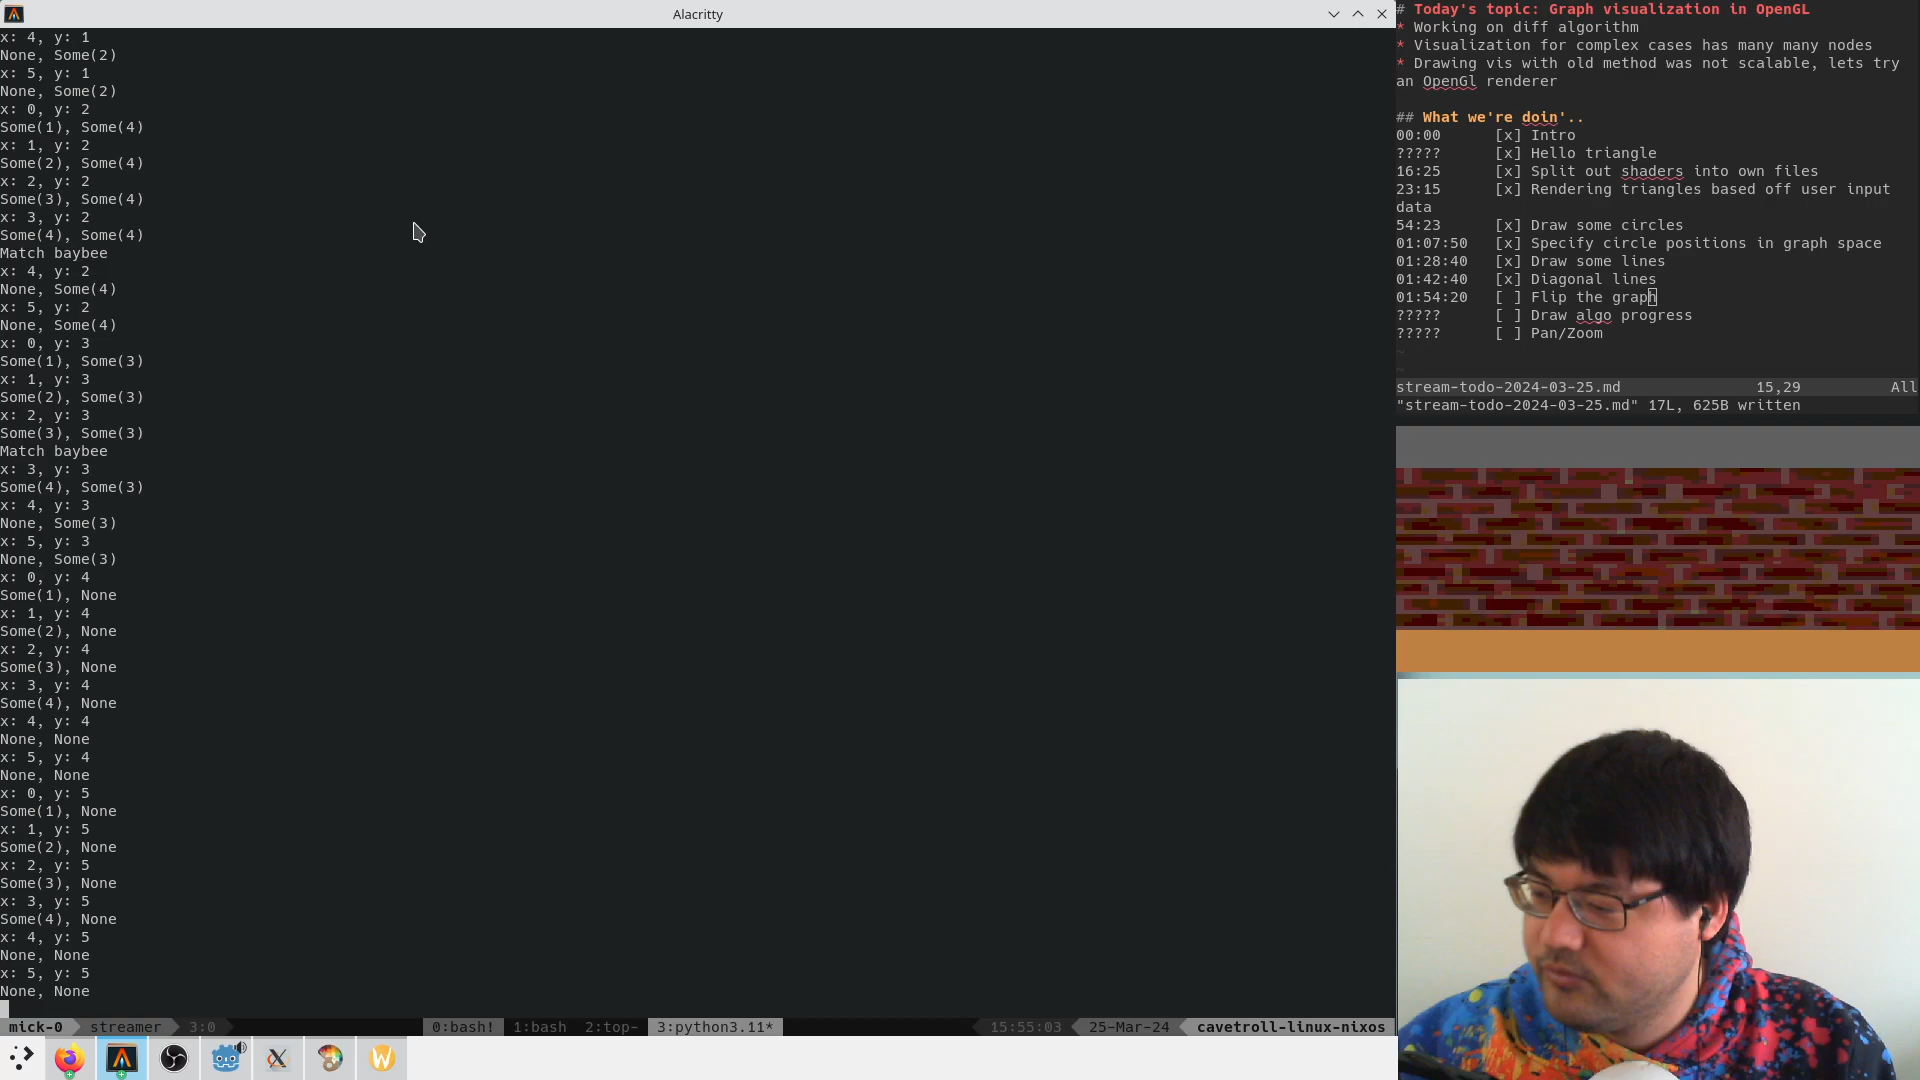 Alacritty
x: 4, y: 1
None, Some(2)
x: 5, y: 1
None, Some(2)
x: 0, y: 2
Some(1), Some(4)
x: 1, y: 2
Some(2), Some(4)
x: 2, y: 2
Some(3), Some(4)
x: 3, y: 2
Some(4), Some(4)
Match baybee
x: 4, y: 2
None, Some(4)
x: 5, y: 2
None, Some(4)
x: 0, y: 3
Some(1), Some(3)
x: 1, y: 3
Some(2), Some(3)
x: 2, y: 3
Some(3), Some(3)
Match baybee
x: 3, y: 3
Some(4), Some(3)
x: 4, y: 3
None, Some(3)
x: 5, y: 3
None, Some(3)
x: 0, y: 4
Some(1), None
x: 1, y: 4
Some(2), None
x: 2, y: 4
Some(3), None
x: 3, y: 4
Some(4), None
x: 4, y: 4
None, None
x: 5, y: 4
None, None
x: 0, y: 5
Some(1), None
x: 1, y: 5
Some(2), None
x: 2, y: 5
Some(3), None
x: 3, y: 5
Some(4), None
x: 4, y: 5
None, None
x: 5, y: 5
None, None
mick-0 streamer 3:0 0:bash! 1:bash 2:top- 3:python3.11* 15:55:03 25-Mar-24 cavetroll-linux-nixos
# Today's topic: Graph visualization in OpenGL
* Working on diff algorithm
* Visualization for complex cases has many many nodes
* Drawing vis with old method was not scalable, lets try
an OpenGl renderer
## What we're doin'..
00:00 [x] Intro
????? [x] Hello triangle
16:25 [x] Split out shaders into own files
23:15 [x] Rendering triangles based off user input
data
54:23 [x] Draw some circles
01:07:50 [x] Specify circle positions in graph space
01:28:40 [x] Draw some lines
01:42:40 [x] Diagonal lines
01:54:20 [ ] Flip the graph
????? [ ] Draw algo progress
????? [ ] Pan/Zoom
~
~
stream-todo-2024-03-25.md 15,29 All
"stream-todo-2024-03-25.md" 17L, 625B written